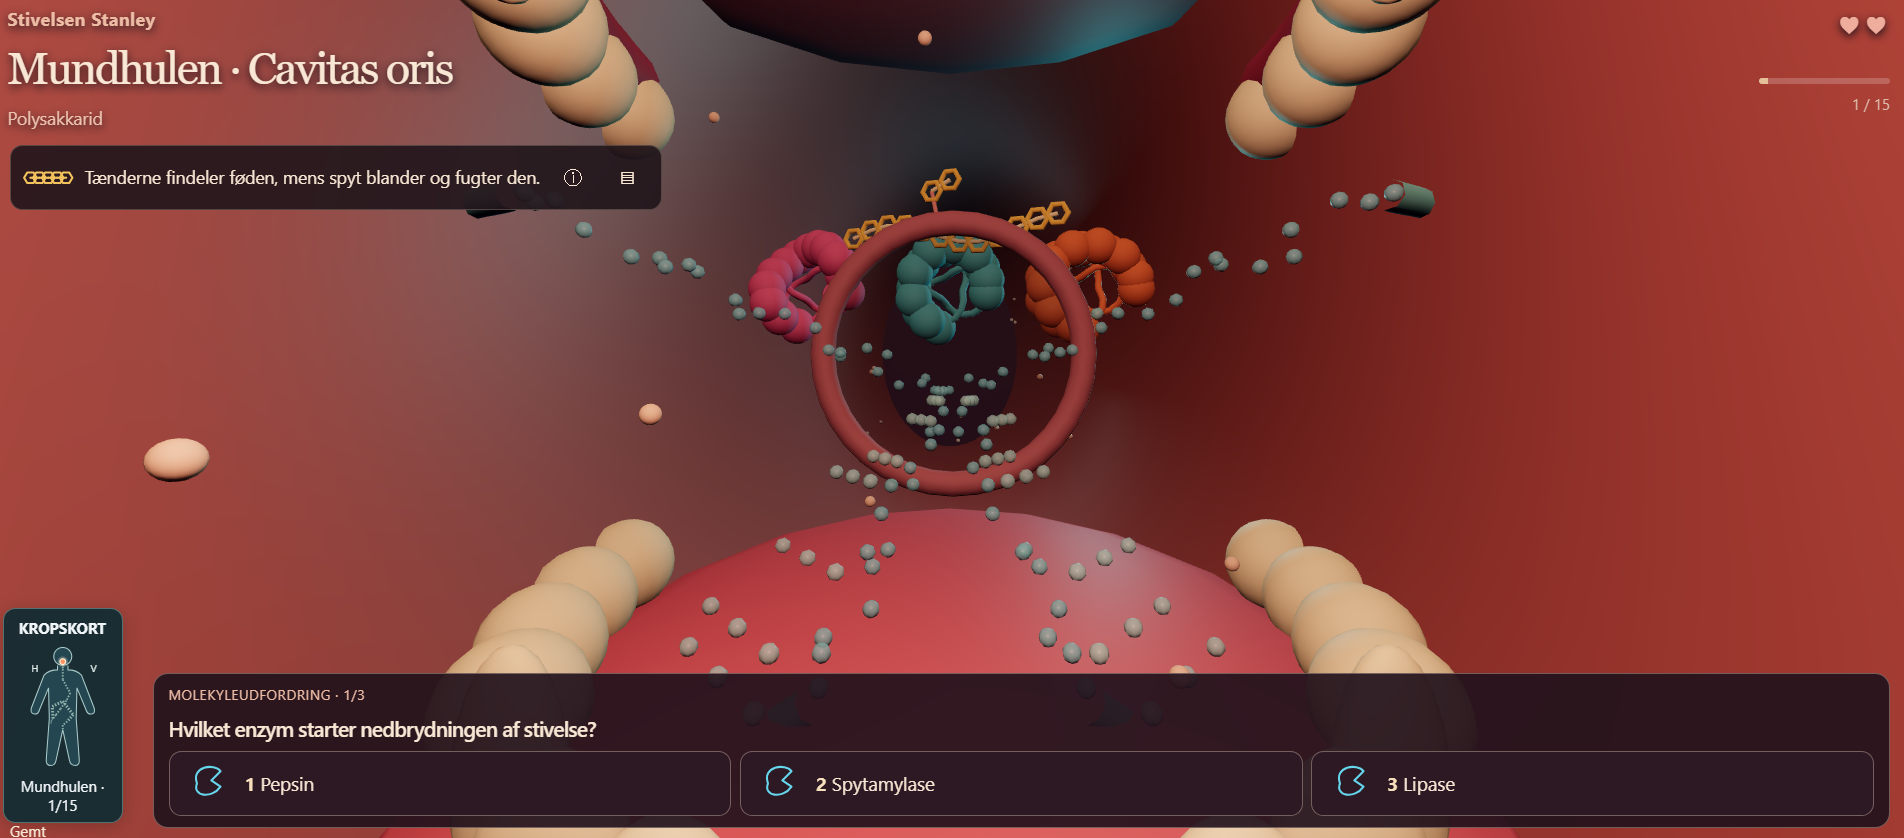 Stivelsen Stanley
Mundhulen · Cavitas oris
Polysakkarid
Tænderne findeler føden, mens spyt blander og fugter den.
1 / 15
KROPSKORT
H V
Mundhulen ·
1/15
Gemt
MOLEKYLEUDFORDRING · 1/3
Hvilket enzym starter nedbrydningen af stivelse?
1 Pepsin
2 Spytamylase
3 Lipase